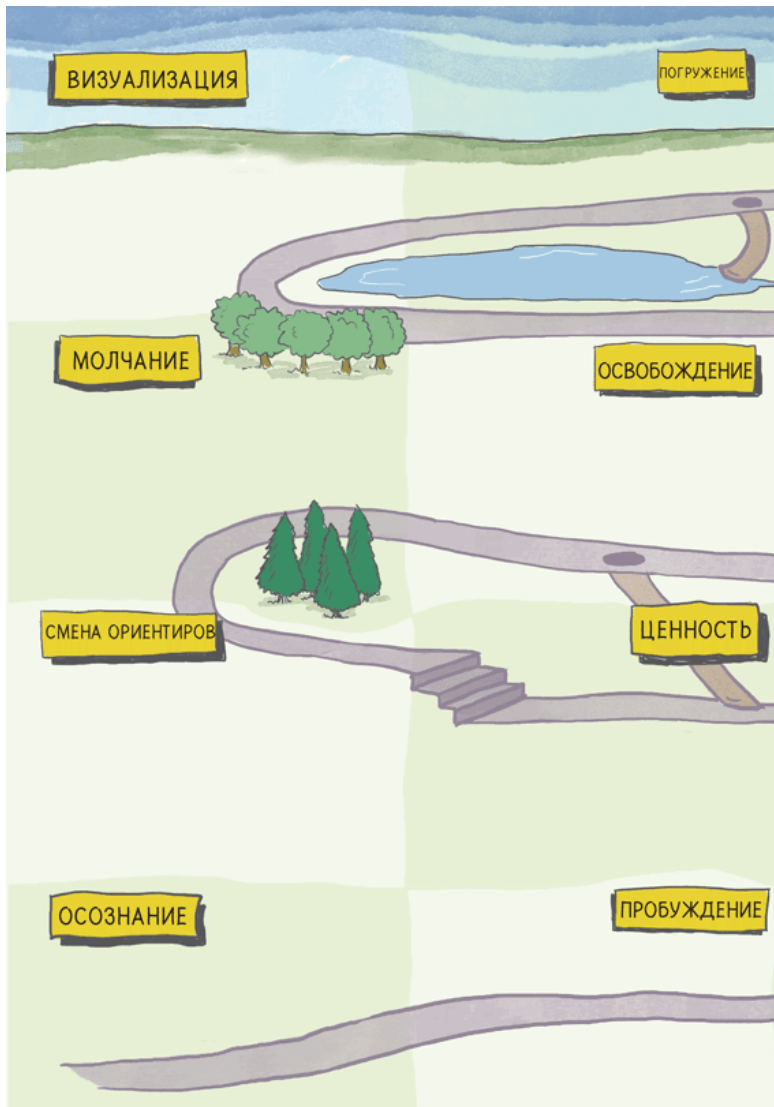 ВИЗУАЛИЗАЦИЯ
ПОГРУЖЕНИЕ
МОЛЧАНИЕ
ОСВОБОЖДЕНИЕ
СМЕНА ОРИЕНТИРОВ
ЦЕННОСТЬ
ОСОЗНАНИЕ
ПРОБУЖДЕНИЕ